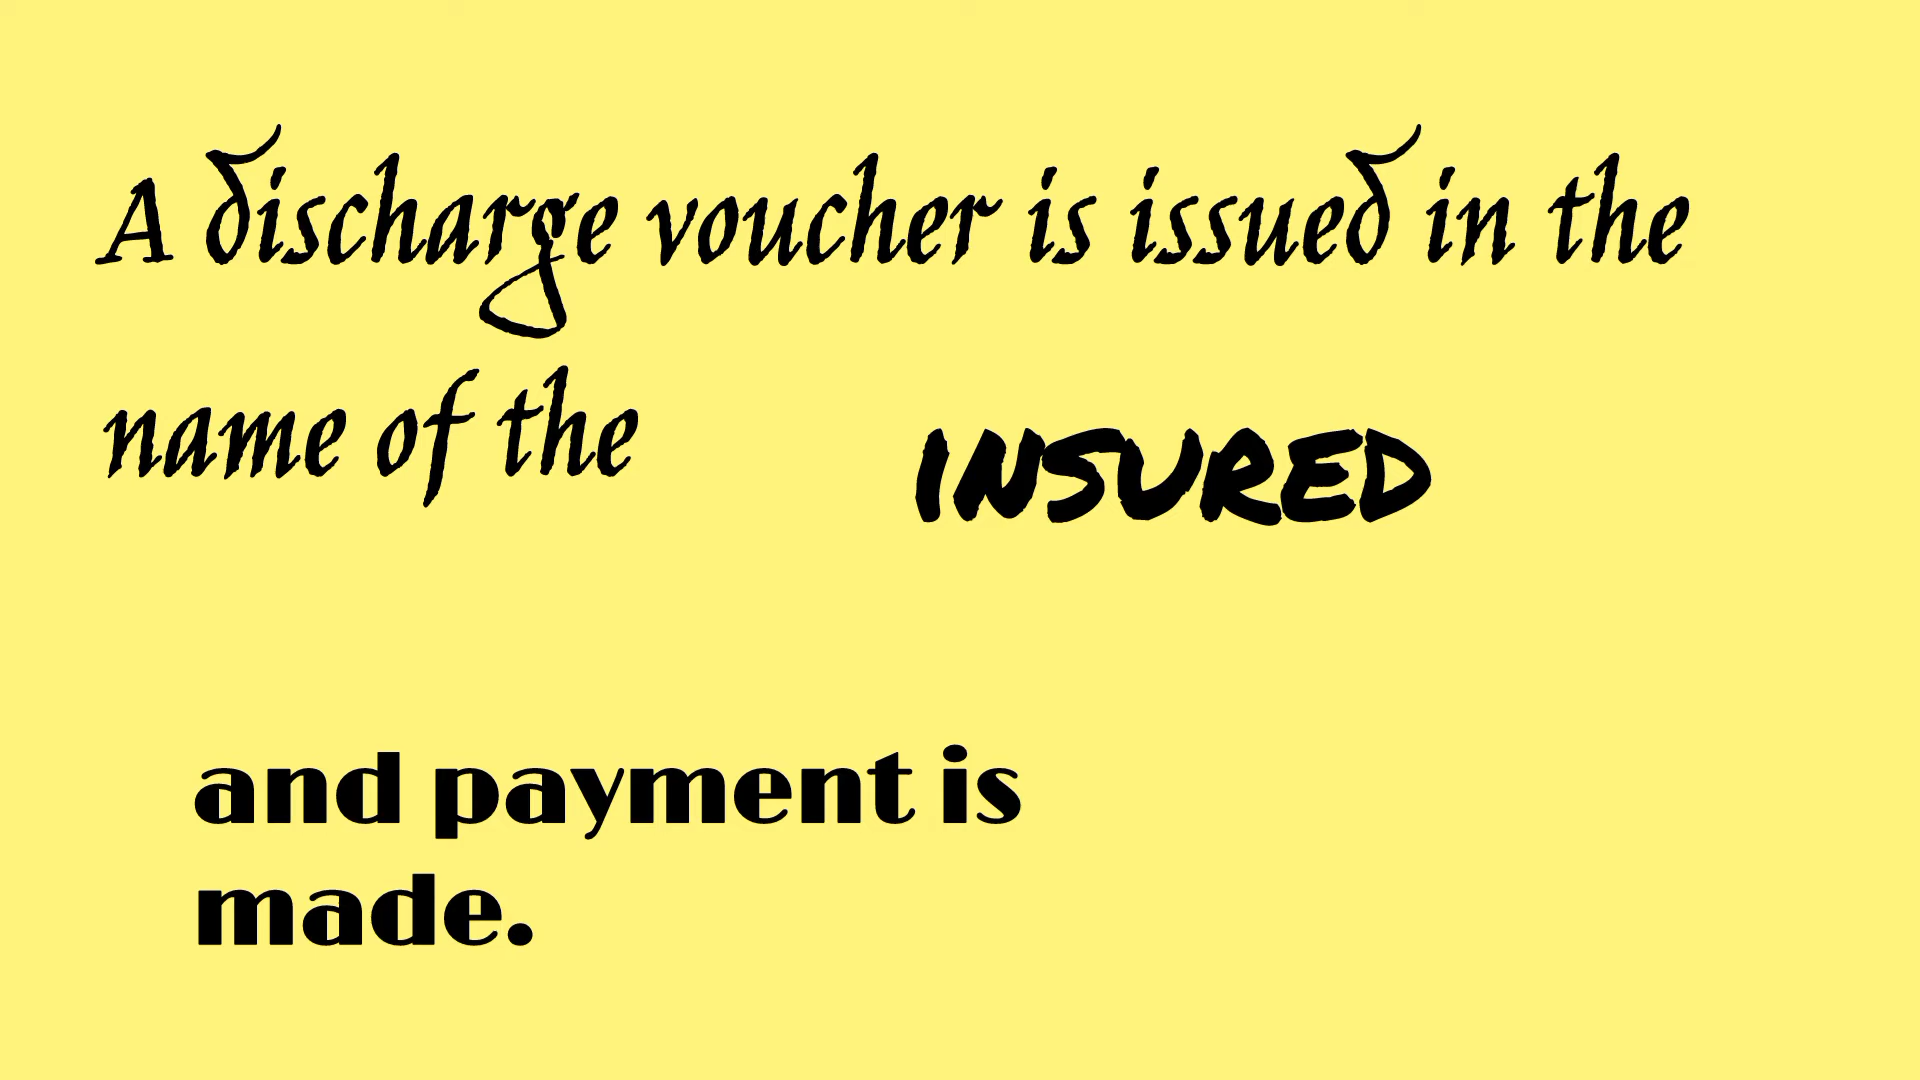 A discharge voucher is issued in the
name of the
INSURED
and payment is
made.